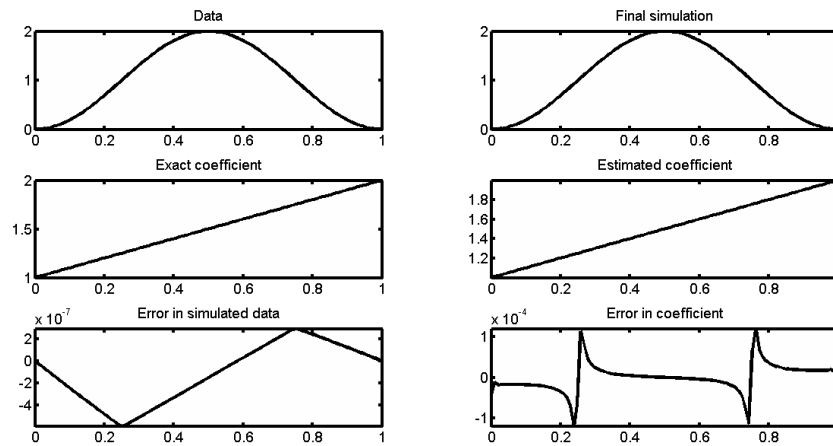 Data
2
1
0
0 0.2 0.4 0.6 0.8 1
Final simulation
2
1
0
0 0.2 0.4 0.6 0.8
Exact coefficient
2
1.5
1
0 0.2 0.4 0.6 0.8 1
Estimated coefficient
1.8
1.6
1.4
1.2
0 0.2 0.4 0.6 0.8
x 10⁻⁷
Error in simulated data
2
0
-2
-4
0 0.2 0.4 0.6 0.8 1
x 10⁻⁴
Error in coefficient
1
0
-1
0 0.2 0.4 0.6 0.8